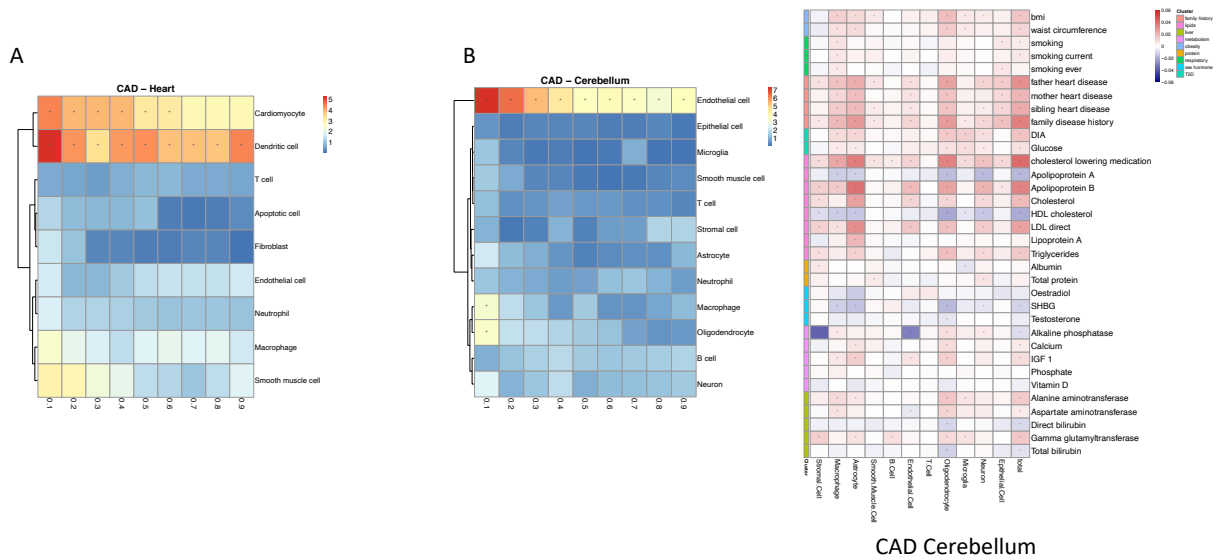 A
CAD – Heart
Cardiomyocyte
Dendritic cell
T cell
Apoptotic cell
Fibroblast
Endothelial cell
Neutrophil
Macrophage
Smooth muscle cell
0.1
0.2
0.3
0.4
0.5
0.6
0.7
0.8
0.9
5
4
3
2
1
B
CAD – Cerebellum
Endothelial cell
Epithelial cell
Microglia
Smooth muscle cell
T cell
Stromal cell
Astrocyte
Neutrophil
Macrophage
Oligodendrocyte
B cell
Neuron
0.1
0.2
0.3
0.4
0.5
0.6
0.7
0.8
0.9
7
6
5
4
3
2
1
bmi
waist circumference
smoking
smoking current
smoking ever
father heart disease
mother heart disease
sibling heart disease
family disease history
DIA
Glucose
cholesterol lowering medication
Apolipoprotein A
Apolipoprotein B
Cholesterol
HDL cholesterol
LDL direct
Lipoprotein A
Triglycerides
Albumin
Total protein
Oestradiol
SHBG
Testosterone
Alkaline phosphatase
Calcium
IGF 1
Phosphate
Vitamin D
Alanine aminotransferase
Aspartate aminotransferase
Direct bilirubin
Gamma glutamyltransferase
Total bilirubin
Cluster
Stromal.Cell
Macrophage
Astrocyte
Smooth.Muscle.Cell
B.Cell
Endothelial.Cell
T.Cell
Oligodendrocyte
Microglia
Neuron
Epithelial.Cell
total
0.06
0.04
0.02
0
−0.02
−0.04
−0.06
Cluster
family history
lipids
liver
metabolism
obesity
protein
respiratory
sex hormone
T2D
CAD Cerebellum